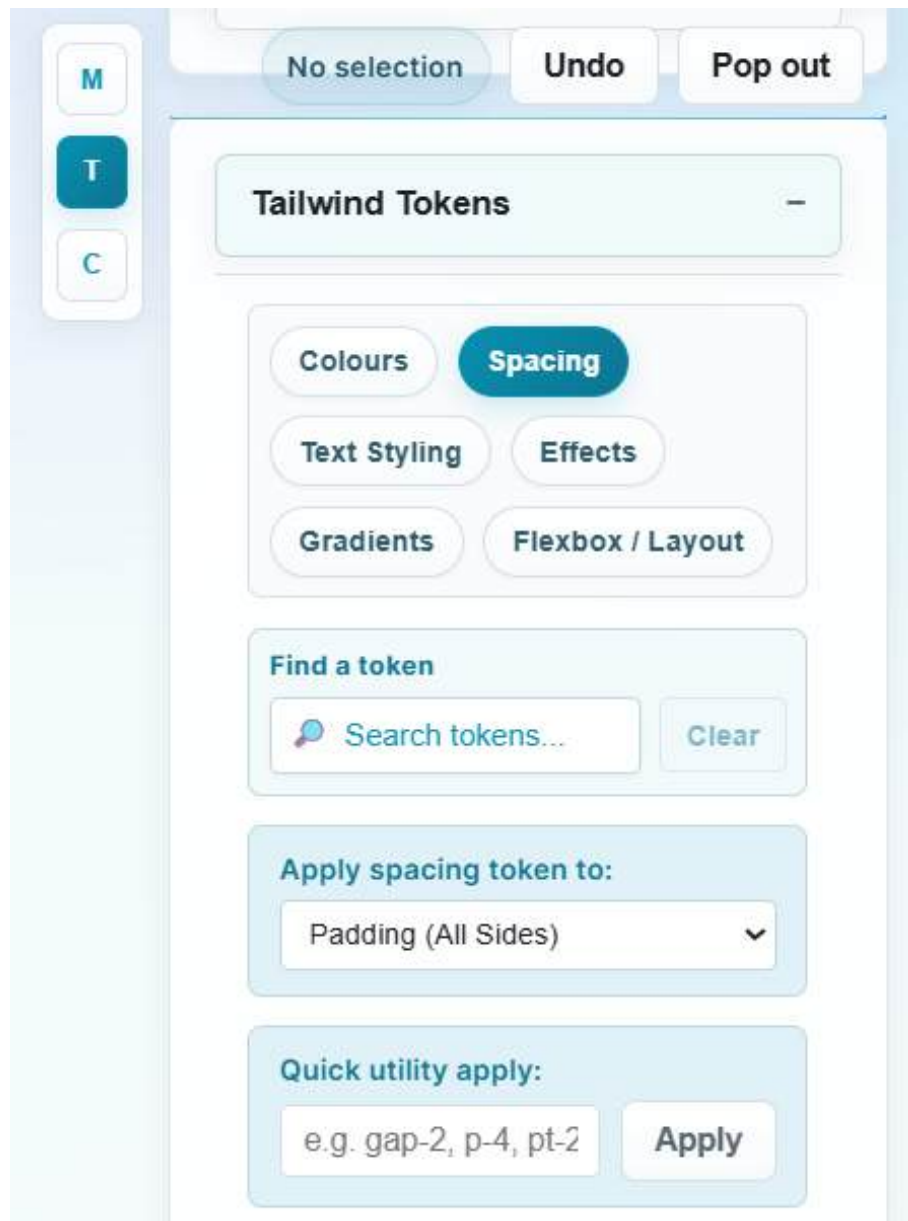 M
T
C
No selection
Undo
Pop out
Tailwind Tokens
−
Colours
Spacing
Text Styling
Effects
Gradients
Flexbox / Layout
Find a token
🔎 Search tokens...
Clear
Apply spacing token to:
Padding (All Sides)
Quick utility apply:
e.g. gap-2, p-4, pt-2
Apply